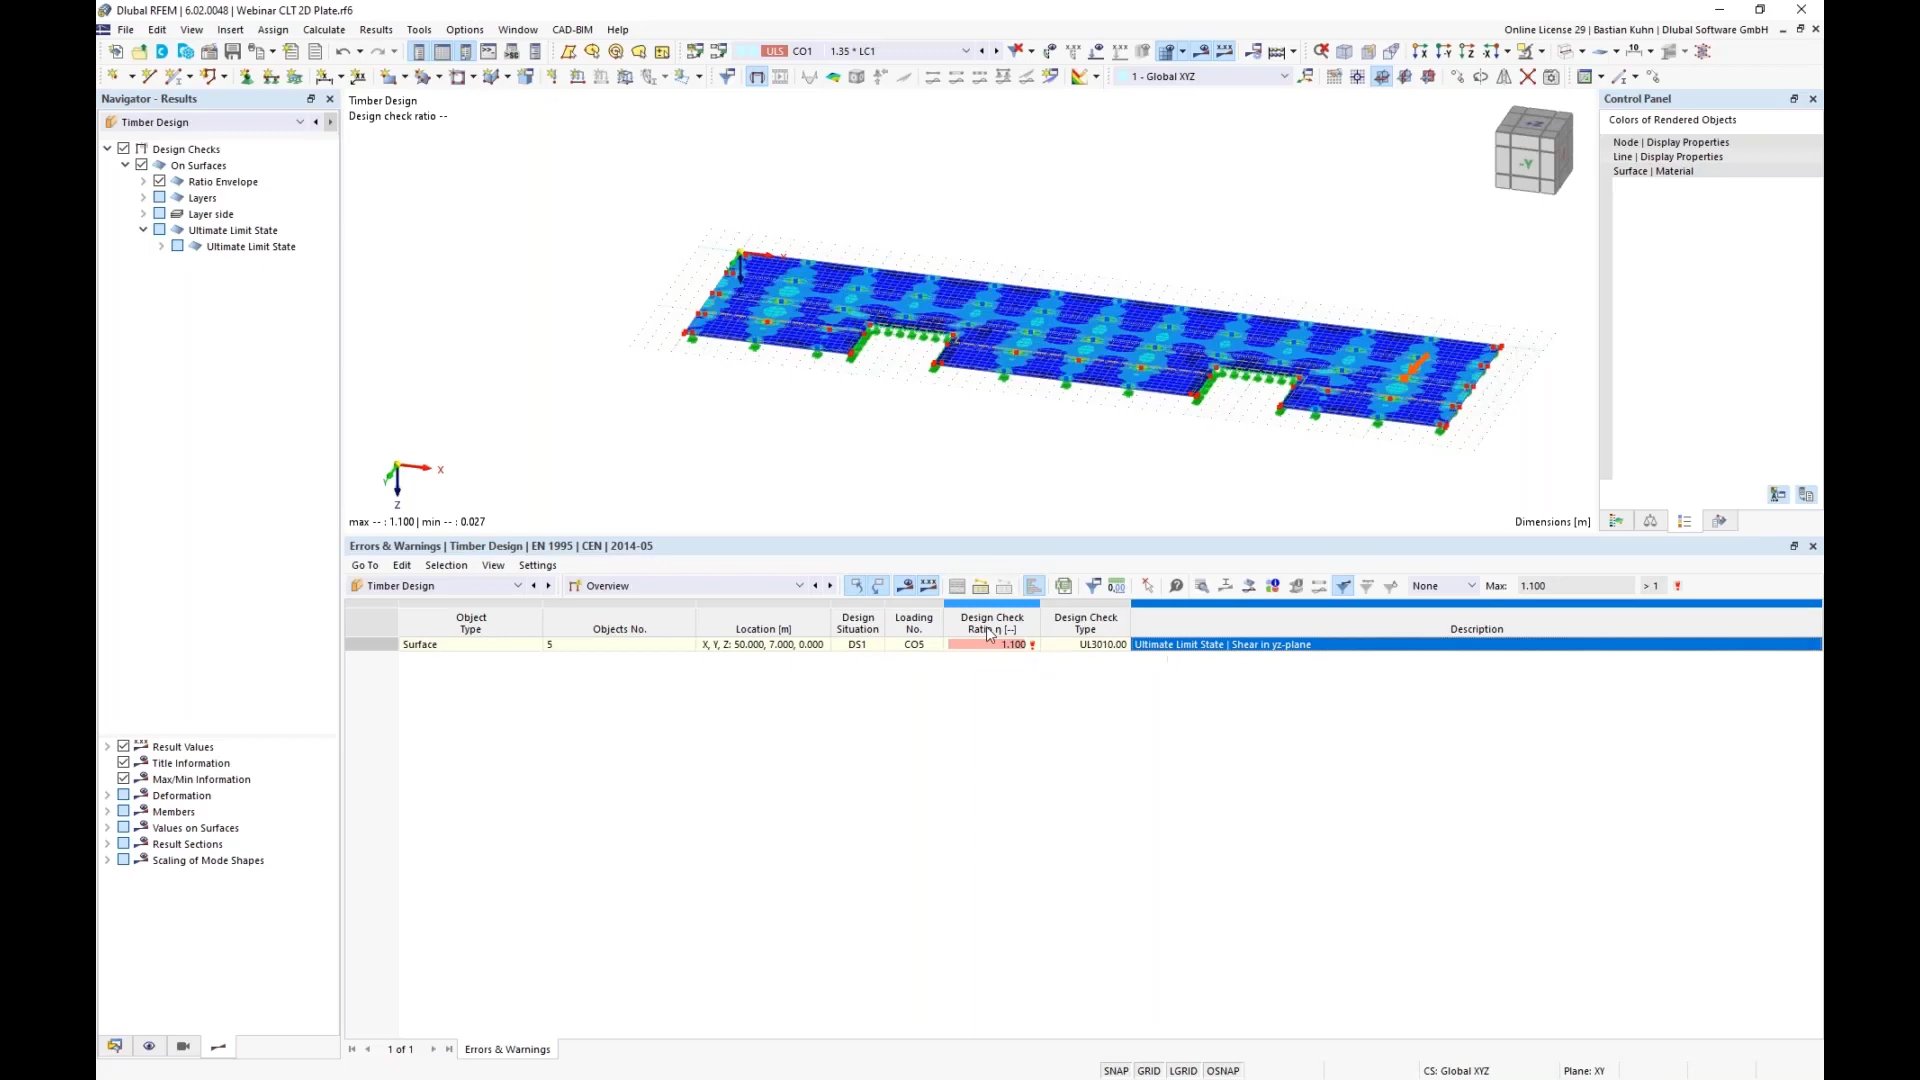 Dlubal RFEM | 6.02.0048 | Webinar CLT 2D Plate.rf6
File Edit View Insert Assign Calculate Results Tools Options Window CAD-BIM Help
Online License 29 | Bastian Kuhn | Dlubal Software GmbH
ULS CO1 1.35 * LC1
1 - Global XYZ
Navigator - Results
Timber Design
Design Checks
On Surfaces
Ratio Envelope
Layers
Layer side
Ultimate Limit State
Ultimate Limit State
Result Values
Title Information
Max/Min Information
Deformation
Members
Values on Surfaces
Result Sections
Scaling of Mode Shapes
Timber Design
Design check ratio --
+Z
-Y
X
Y
Z
max -- : 1.100 | min -- : 0.027
Dimensions [m]
Control Panel
Colors of Rendered Objects
Node | Display Properties
Line | Display Properties
Surface | Material
Errors & Warnings | Timber Design | EN 1995 | CEN | 2014-05
Go To Edit Selection View Settings
Timber Design Overview None Max: 1.100 > 1
Object Type Objects No. Location [m] Design Situation Loading No. Design Check Ratio η [--] Design Check Type Description
Surface 5 X, Y, Z: 50.000, 7.000, 0.000 DS1 CO5 1.100 UL3010.00 Ultimate Limit State | Shear in yz-plane
1 of 1 Errors & Warnings
SNAP GRID LGRID OSNAP CS: Global XYZ Plane: XY